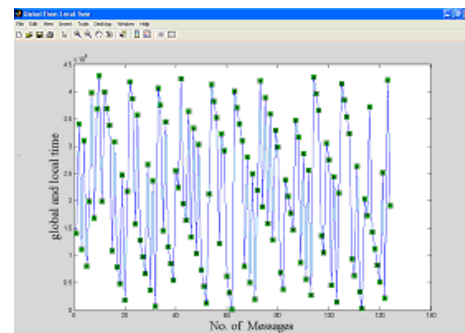 Global Time, Local Time
File Edit View Insert Tools Desktop Window Help
4.5
4
3.5
3
2.5
2
1.5
1
0.5
0
global and local time
0 20 40 60 80 100 120 140
No. of Messages